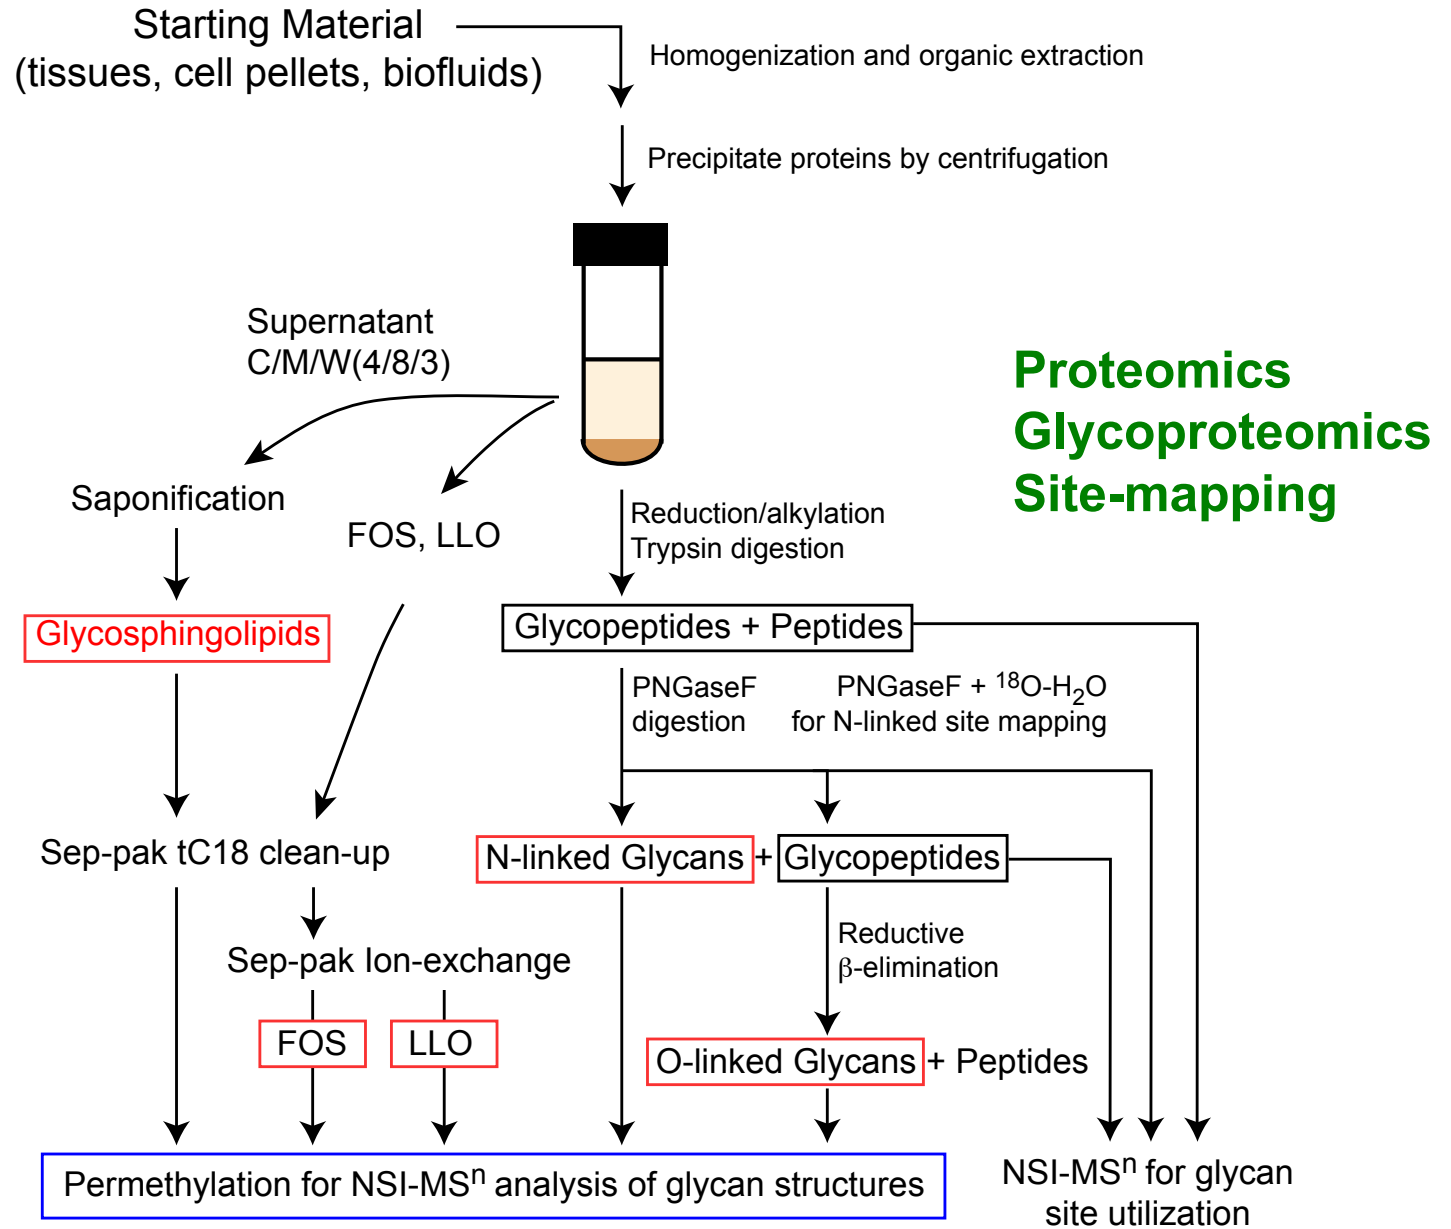 Starting Material
(tissues, cell pellets, biofluids)
Homogenization and organic extraction
Precipitate proteins by centrifugation
Supernatant
C/M/W(4/8/3)
Proteomics
Glycoproteomics
Site-mapping
Saponification
FOS, LLO
Reduction/alkylation
Trypsin digestion
Glycosphingolipids
Glycopeptides + Peptides
PNGaseF
digestion
PNGaseF + ¹⁸O-H₂O
for N-linked site mapping
Sep-pak tC18 clean-up
N-linked Glycans + Glycopeptides
Sep-pak Ion-exchange
Reductive
β-elimination
FOS
LLO
O-linked Glycans + Peptides
Permethylation for NSI-MSⁿ analysis of glycan structures
NSI-MSⁿ for glycan
site utilization